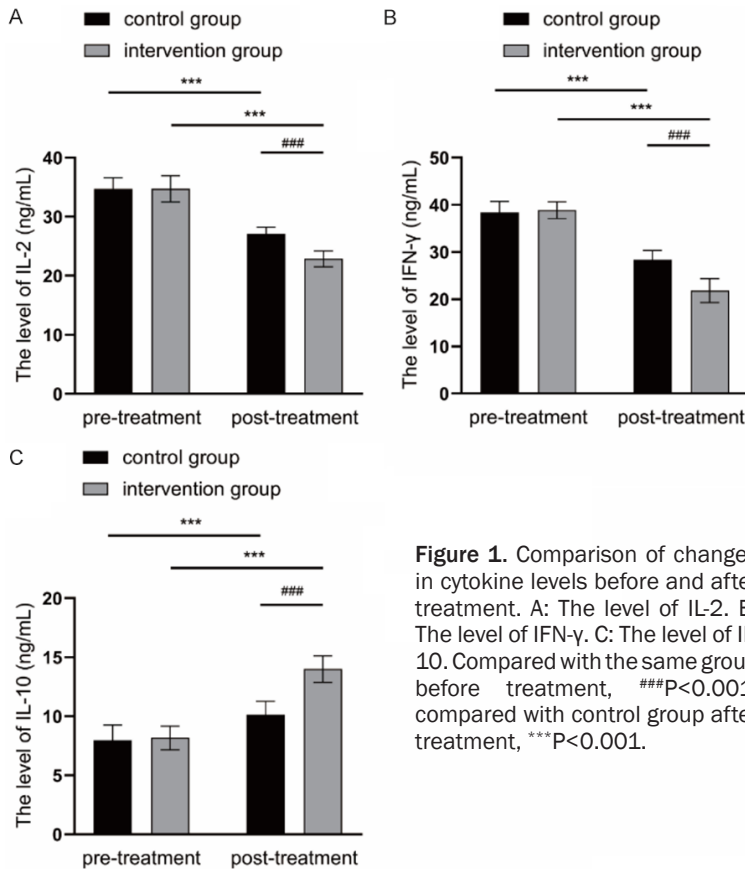 A
control group
intervention group
***
***
###
The level of IL-2 (ng/mL)
40
30
20
10
0
pre-treatment
post-treatment
B
control group
intervention group
***
***
###
The level of IFN-γ (ng/mL)
50
40
30
20
10
0
pre-treatment
post-treatment
C
control group
intervention group
***
***
###
The level of IL-10 (ng/mL)
20
15
10
5
0
pre-treatment
post-treatment
Figure 1. Comparison of change
in cytokine levels before and afte
treatment. A: The level of IL-2. B
The level of IFN-γ. C: The level of I
10. Compared with the same group
before treatment, ###P<0.001
compared with control group afte
treatment, ***P<0.001.